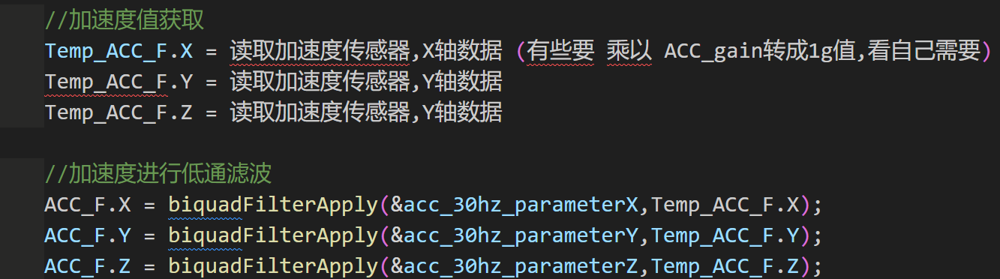 //加速度值获取
Temp_ACC_F.X = 读取加速度传感器,X轴数据 (有些要 乘以 ACC_gain转成1g值,看自己需要)
Temp_ACC_F.Y = 读取加速度传感器,Y轴数据
Temp_ACC_F.Z = 读取加速度传感器,Y轴数据
//加速度进行低通滤波
ACC_F.X = biquadFilterApply(&acc_30hz_parameterX,Temp_ACC_F.X);
ACC_F.Y = biquadFilterApply(&acc_30hz_parameterY,Temp_ACC_F.Y);
ACC_F.Z = biquadFilterApply(&acc_30hz_parameterZ,Temp_ACC_F.Z);